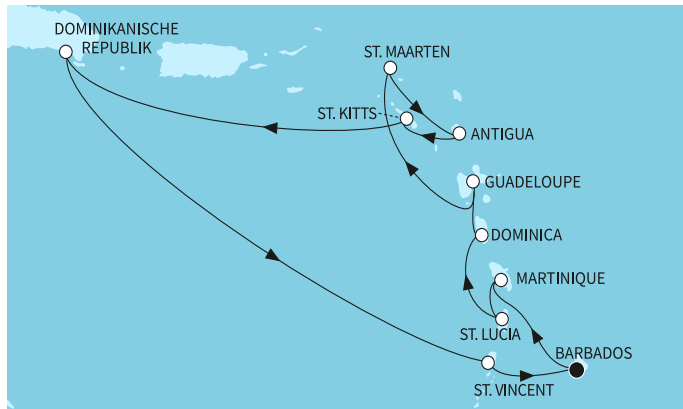 DOMINIKANISCHE
REPUBLIK
ST. MAARTEN
ST. KITTS
ANTIGUA
GUADELOUPE
DOMINICA
MARTINIQUE
ST. LUCIA
BARBADOS
ST. VINCENT